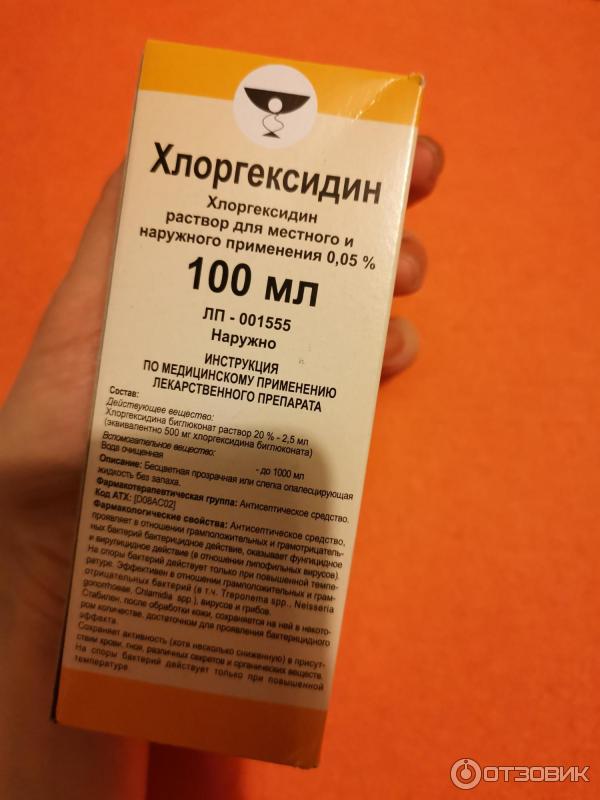 Хлоргексидин
Хлоргексидин
раствор для местного и
наружного применения 0,05 %
100 мл
ЛП - 001555
Наружно
ИНСТРУКЦИЯ
ПО МЕДИЦИНСКОМУ ПРИМЕНЕНИЮ
ЛЕКАРСТВЕННОГО ПРЕПАРАТА
Состав:
Действующее вещество:
Хлоргексидина биглюконат раствор 20 % - 2,5 мл
(эквивалентно 500 мг хлоргексидина биглюконата)
Вспомогательное вещество:
Вода очищенная - до 1000 мл
Описание: Бесцветная прозрачная или слегка опалесцирующая
жидкость без запаха.
Фармакотерапевтическая группа: Антисептическое средство.
Код АТХ: [D08AC02]
Фармакологические свойства: Антисептическое средство,
проявляет в отношении грамположительных и грамотрицатель-
ных бактерий бактерицидное действие, оказывает фунгицидное
и вирулицидное действие (в отношении липофильных вирусов).
На споры бактерий действует только при повышенной темпе-
ратуре. Эффективен в отношении грамположительных и грам-
отрицательных бактерий (в т.ч. Treponema spp., Neisseria
gonorrhoeae, Chlamidia spp.), вирусов и грибов.
Стабилен, после обработки кожи, сохраняется на ней в некото-
ром количестве, достаточном для проявления бактерицидного
эффекта.
Сохраняет активность (хотя несколько сниженную) в присут-
ствии крови, гноя, различных секретов и органических веществ.
На споры бактерий действует только при повышенной
температуре.
ОТЗОВИК